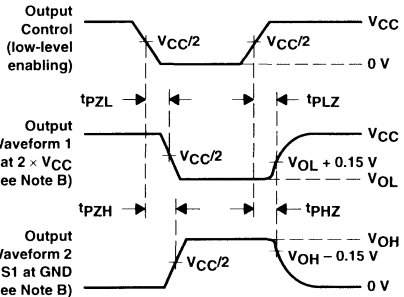 Output
Control
(low-level
enabling)
VCC
VCC/2
VCC/2
0 V
tPZL
tPLZ
Output
Waveform 1
at 2 × VCC
ee Note B)
VCC
VCC/2
VOL + 0.15 V
VOL
tPZH
tPHZ
Output
Waveform 2
S1 at GND
ee Note B)
VOH
VCC/2
VOH − 0.15 V
0 V